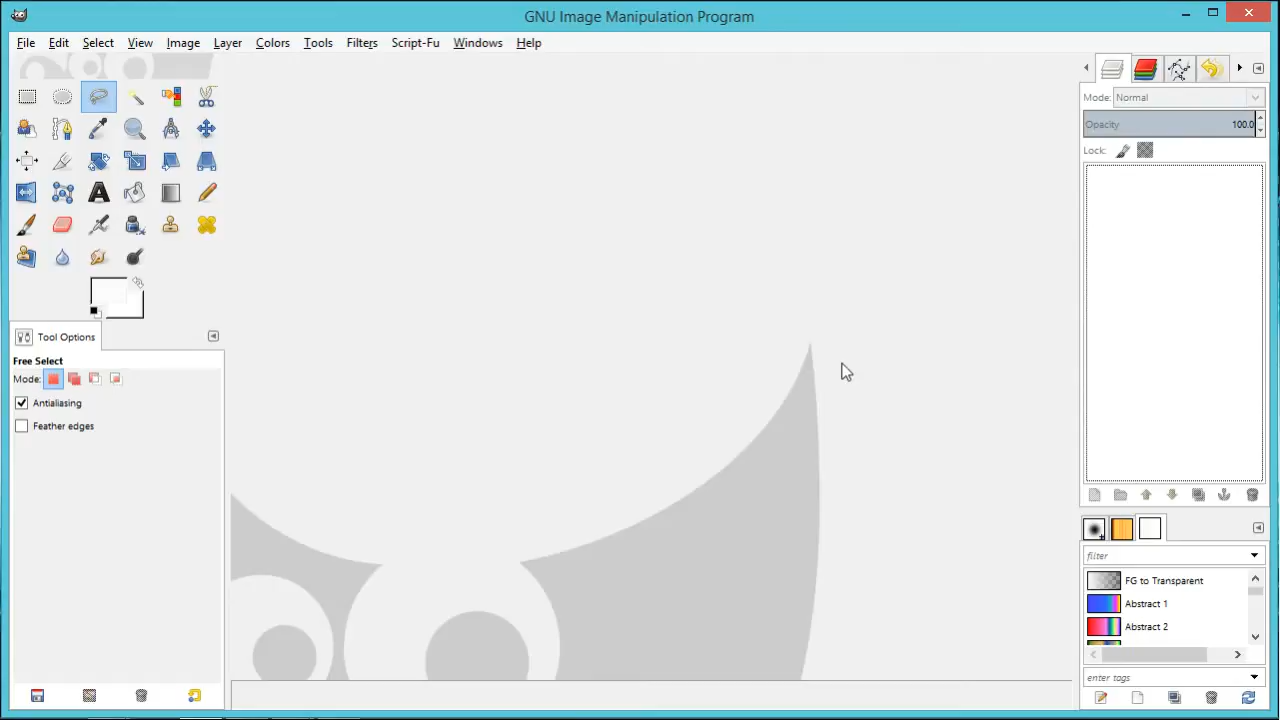 GNU Image Manipulation Program
File Edit Select View Image Layer Colors Tools Filters Script-Fu Windows Help
Mode: Normal
Opacity 100.0
Lock:
A
Tool Options
Free Select
Mode:
Antialiasing
Feather edges
filter
FG to Transparent
Abstract 1
Abstract 2
enter tags